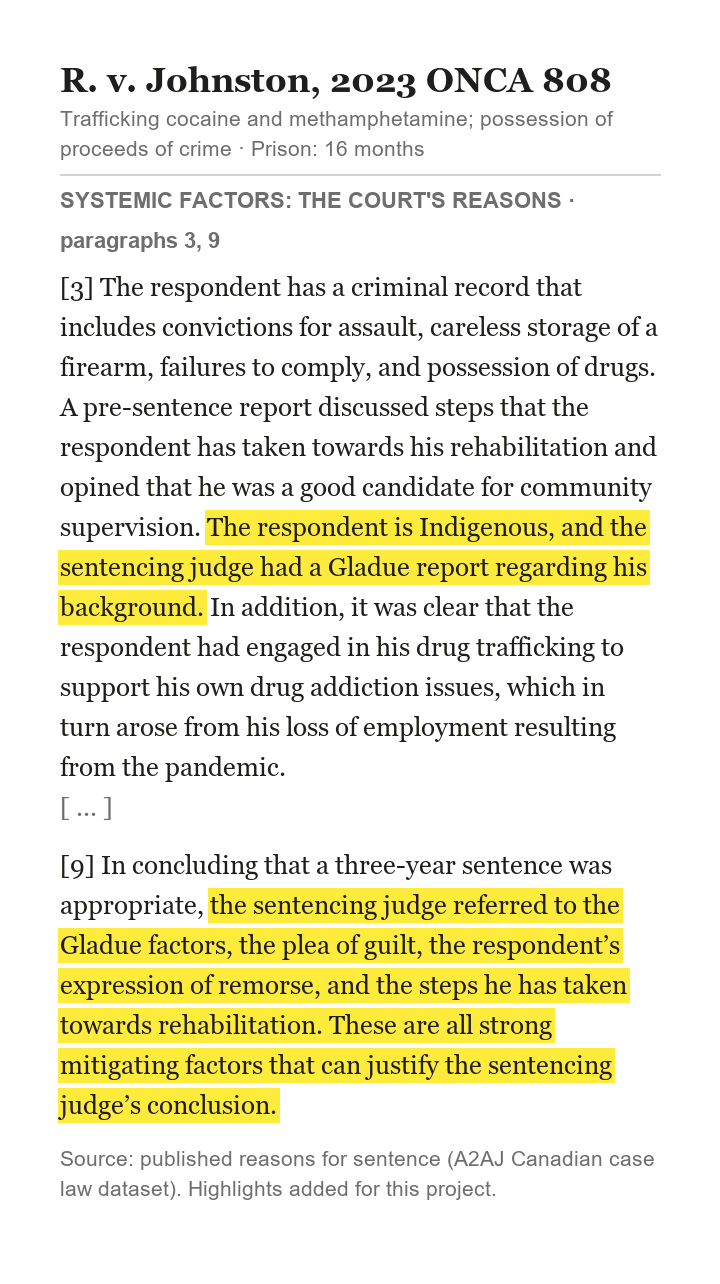 R. v. Johnston, 2023 ONCA 808
Trafficking cocaine and methamphetamine; possession of
proceeds of crime · Prison: 16 months
SYSTEMIC FACTORS: THE COURT'S REASONS ·
paragraphs 3, 9
[3] The respondent has a criminal record that
includes convictions for assault, careless storage of a
firearm, failures to comply, and possession of drugs.
A pre-sentence report discussed steps that the
respondent has taken towards his rehabilitation and
opined that he was a good candidate for community
supervision. The respondent is Indigenous, and the
sentencing judge had a Gladue report regarding his
background. In addition, it was clear that the
respondent had engaged in his drug trafficking to
support his own drug addiction issues, which in
turn arose from his loss of employment resulting
from the pandemic.
[ ... ]
[9] In concluding that a three-year sentence was
appropriate, the sentencing judge referred to the
Gladue factors, the plea of guilt, the respondent’s
expression of remorse, and the steps he has taken
towards rehabilitation. These are all strong
mitigating factors that can justify the sentencing
judge’s conclusion.
Source: published reasons for sentence (A2AJ Canadian case
law dataset). Highlights added for this project.